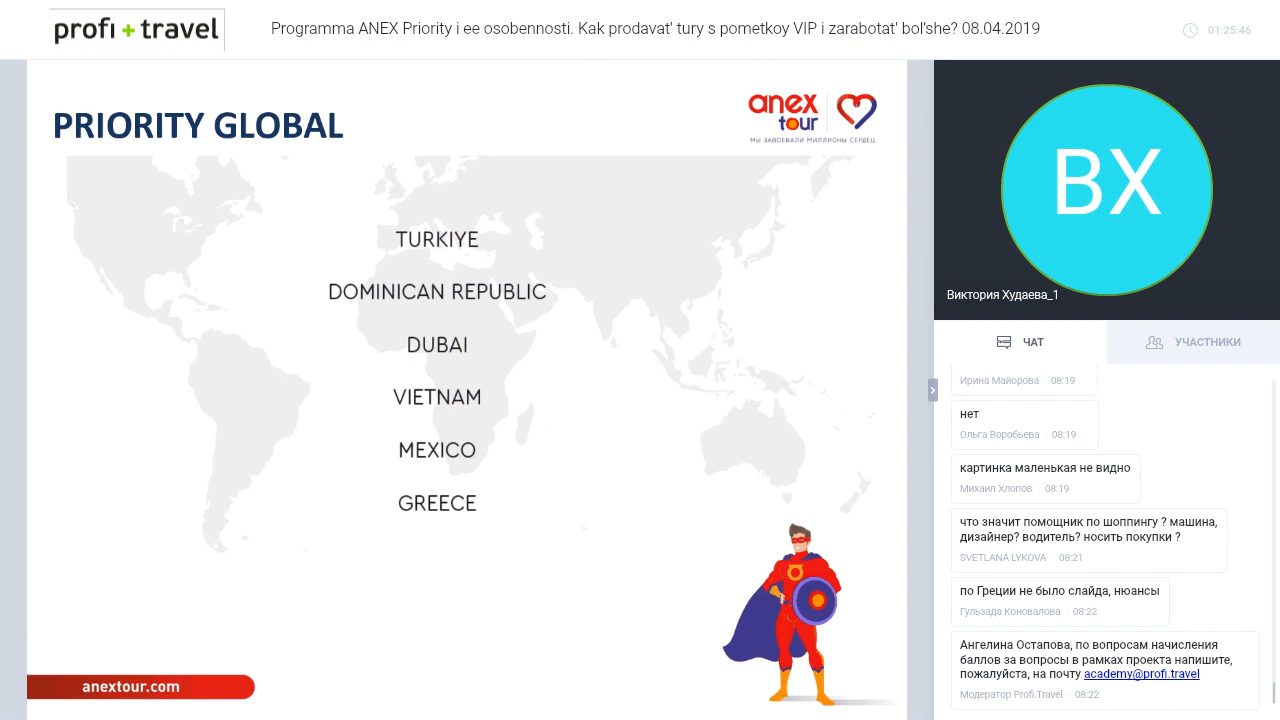 profi + travel
Programma ANEX Priority i ee osobennosti. Kak prodavat' tury s pometkoy VIP i zarabotat' bol'she? 08.04.2019
01:25:46
PRIORITY GLOBAL
anex
tour
МЫ ЗАВОЕВАЛИ МИЛЛИОНЫ СЕРДЕЦ
TURKIYE
DOMINICAN REPUBLIC
DUBAI
VIETNAM
MEXICO
GREECE
anextour.com
ВХ
Виктория Худаева_1
ЧАТ
УЧАСТНИКИ
Ирина Майорова 08:19
нет
Ольга Воробьева 08:19
картинка маленькая не видно
Михаил Хлопов 08:19
что значит помощник по шоппингу ? машина,
дизайнер? водитель? носить покупки ?
SVETLANA LYKOVA 08:21
по Греции не было слайда, нюансы
Гульзада Коновалова 08:22
Ангелина Остапова, по вопросам начисления
баллов за вопросы в рамках проекта напишите,
пожалуйста, на почту academy@profi.travel
Модератор Profi.Travel 08:22